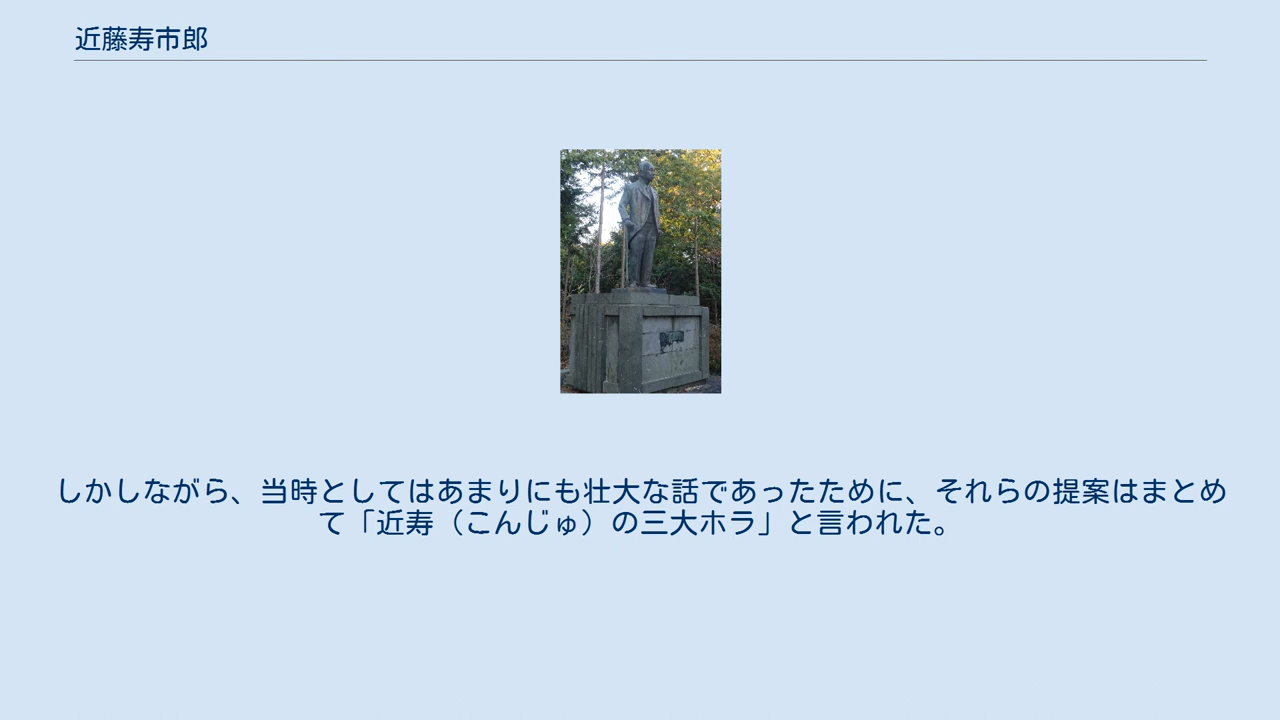 近藤寿市郎
しかしながら、当時としてはあまりにも壮大な話であったために、それらの提案はまとめ
て「近寿（こんじゅ）の三大ホラ」と言われた。